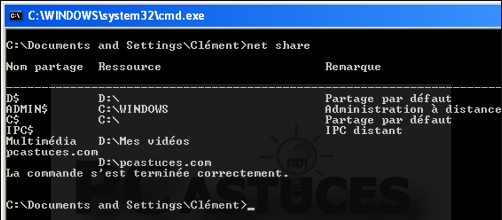 C:\WINDOWS\system32\cmd.exe
C:\Documents and Settings\Clément>net share
Nom partage Ressource Remarque
-------------------------------------------------------------------------------
D$ D:\ Partage par défaut
ADMIN$ C:\WINDOWS Administration à distance
C$ C:\ Partage par défaut
IPC$ IPC distant
Multimédia D:\Mes vidéos
pcastuces.com
D:\pcastuces.com
La commande s'est terminée correctement.
C:\Documents and Settings\Clément>_
PC ASTUCES